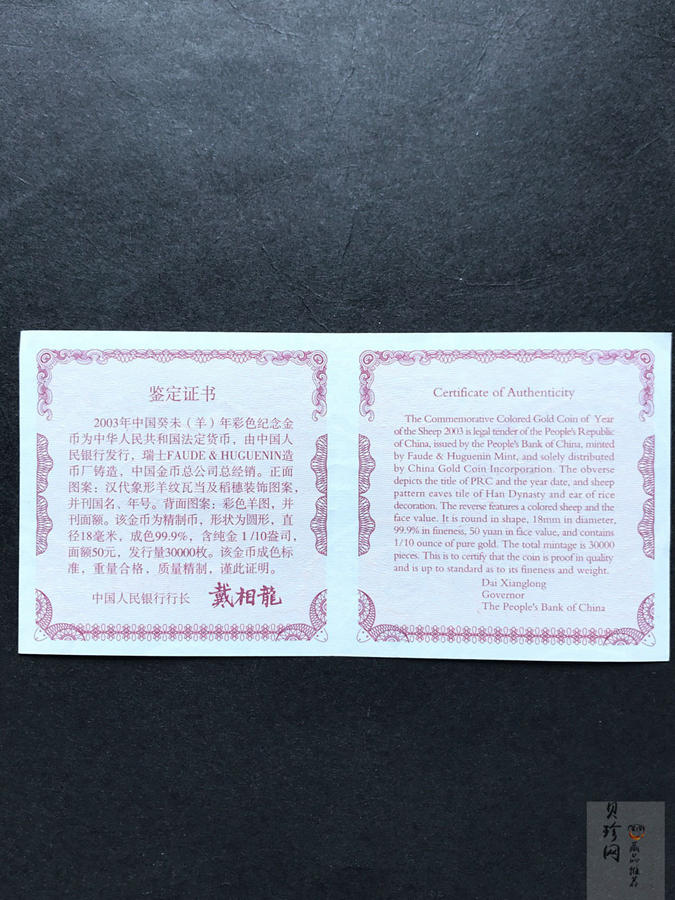 鉴定证书
2003年中国癸未（羊）年彩色纪念金
币为中华人民共和国法定货币，由中国人
民银行发行，瑞士FAUDE & HUGUENIN造
币厂铸造，中国金币总公司总经销。正面
图案：汉代象形羊纹瓦当及稻穗装饰图案，
并刊国名、年号。背面图案：彩色羊图，并
刊面额。该金币为精制币，形状为圆形，直
径18毫米，成色99.9%，含纯金 1 /10盎司，
面额50元，发行量30000枚。该金币成色标
准，重量合格，质量精制，谨此证明。
中国人民银行行长 戴相龍
Certificate of Authenticity
The Commemorative Colored Gold Coin of Year
of the Sheep 2003 is legal tender of the People's Republic
of China, issued by the People's Bank of China, minted
by Faude & Huguenin Mint, and solely distributed
by China Gold Coin Incorporation. The obverse
depicts the title of PRC and the year date, and sheep
pattern eaves tile of Han Dynasty and ear of rice
decoration. The reverse features a colored sheep and the
face value. It is round in shape, 18mm in diameter,
99.9% in fineness, 50 yuan in face value, and contains
1/10 ounce of pure gold. The total mintage is 30000
pieces. This is to certify that the coin is proof in quality
and is up to standard as to its fineness and weight.
Dai Xianglong
Governor
The People's Bank of China
贝珍网
藏品推荐